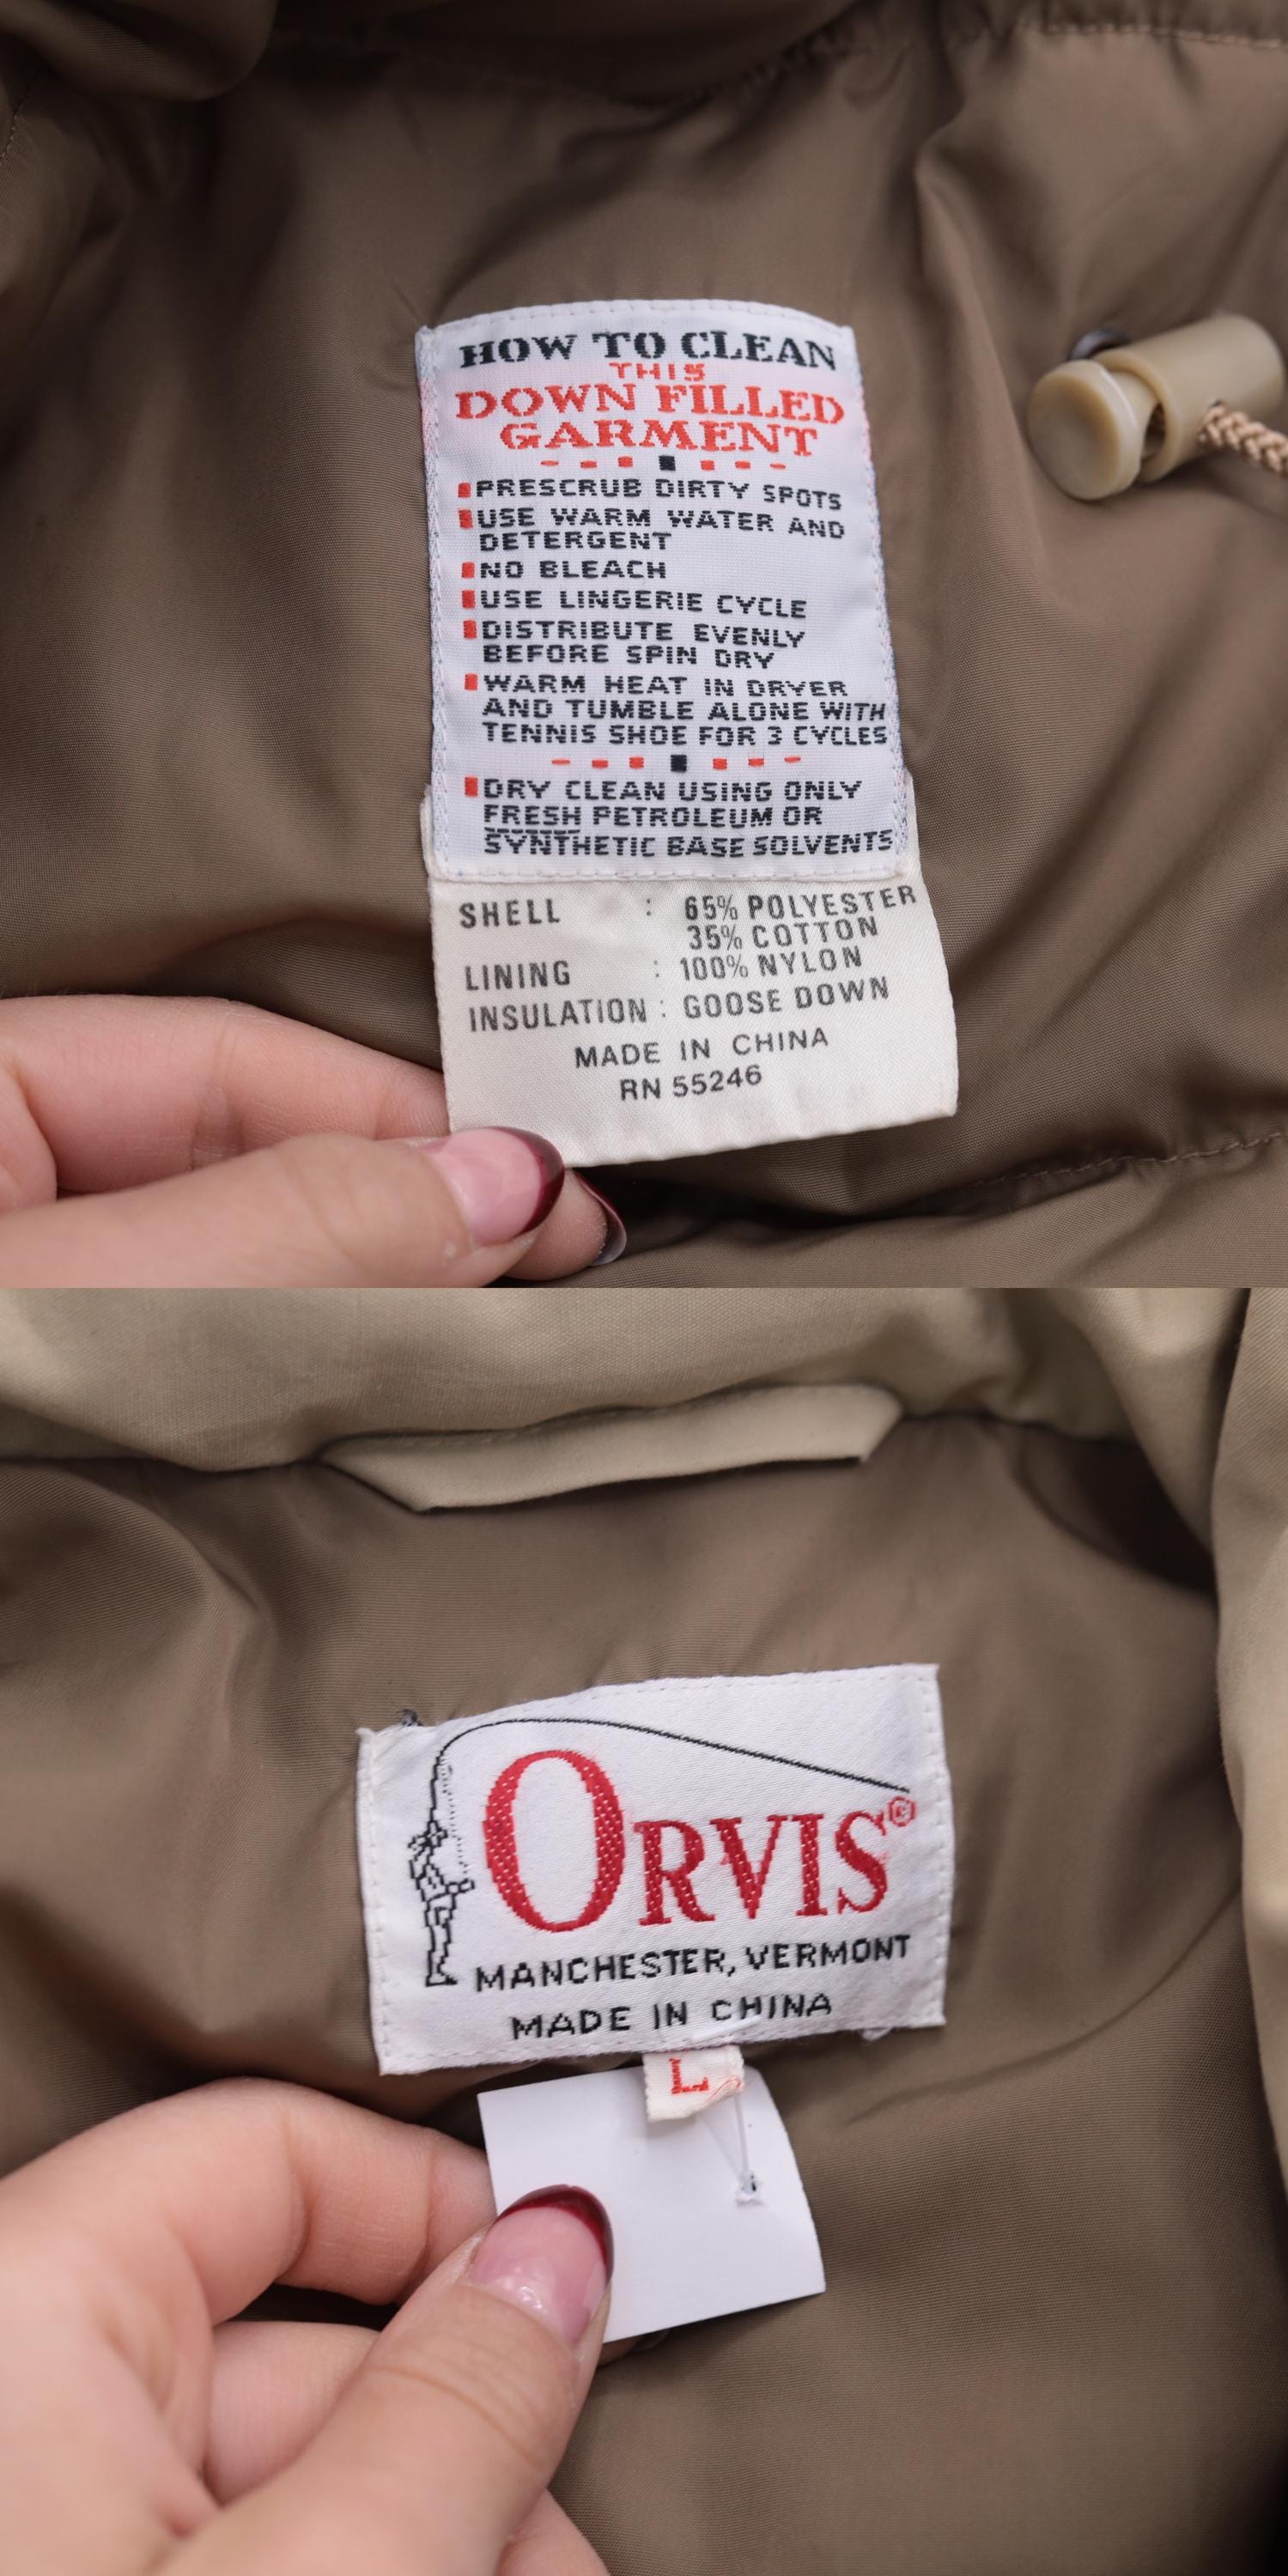 HOW TO CLEAN
THIS
DOWN FILLED
GARMENT
PRESCRUB DIRTY SPOTS
USE WARM WATER AND
DETERGENT
NO BLEACH
USE LINGERIE CYCLE
DISTRIBUTE EVENLY
BEFORE SPIN DRY
WARM HEAT IN DRYER
AND TUMBLE ALONE WITH
TENNIS SHOE FOR 3 CYCLES
DRY CLEAN USING ONLY
FRESH PETROLEUM OR
SYNTHETIC BASE SOLVENTS
SHELL : 65% POLYESTER
35% COTTON
LINING : 100% NYLON
INSULATION : GOOSE DOWN
MADE IN CHINA
RN 55246
ORVIS®
MANCHESTER, VERMONT
MADE IN CHINA
L